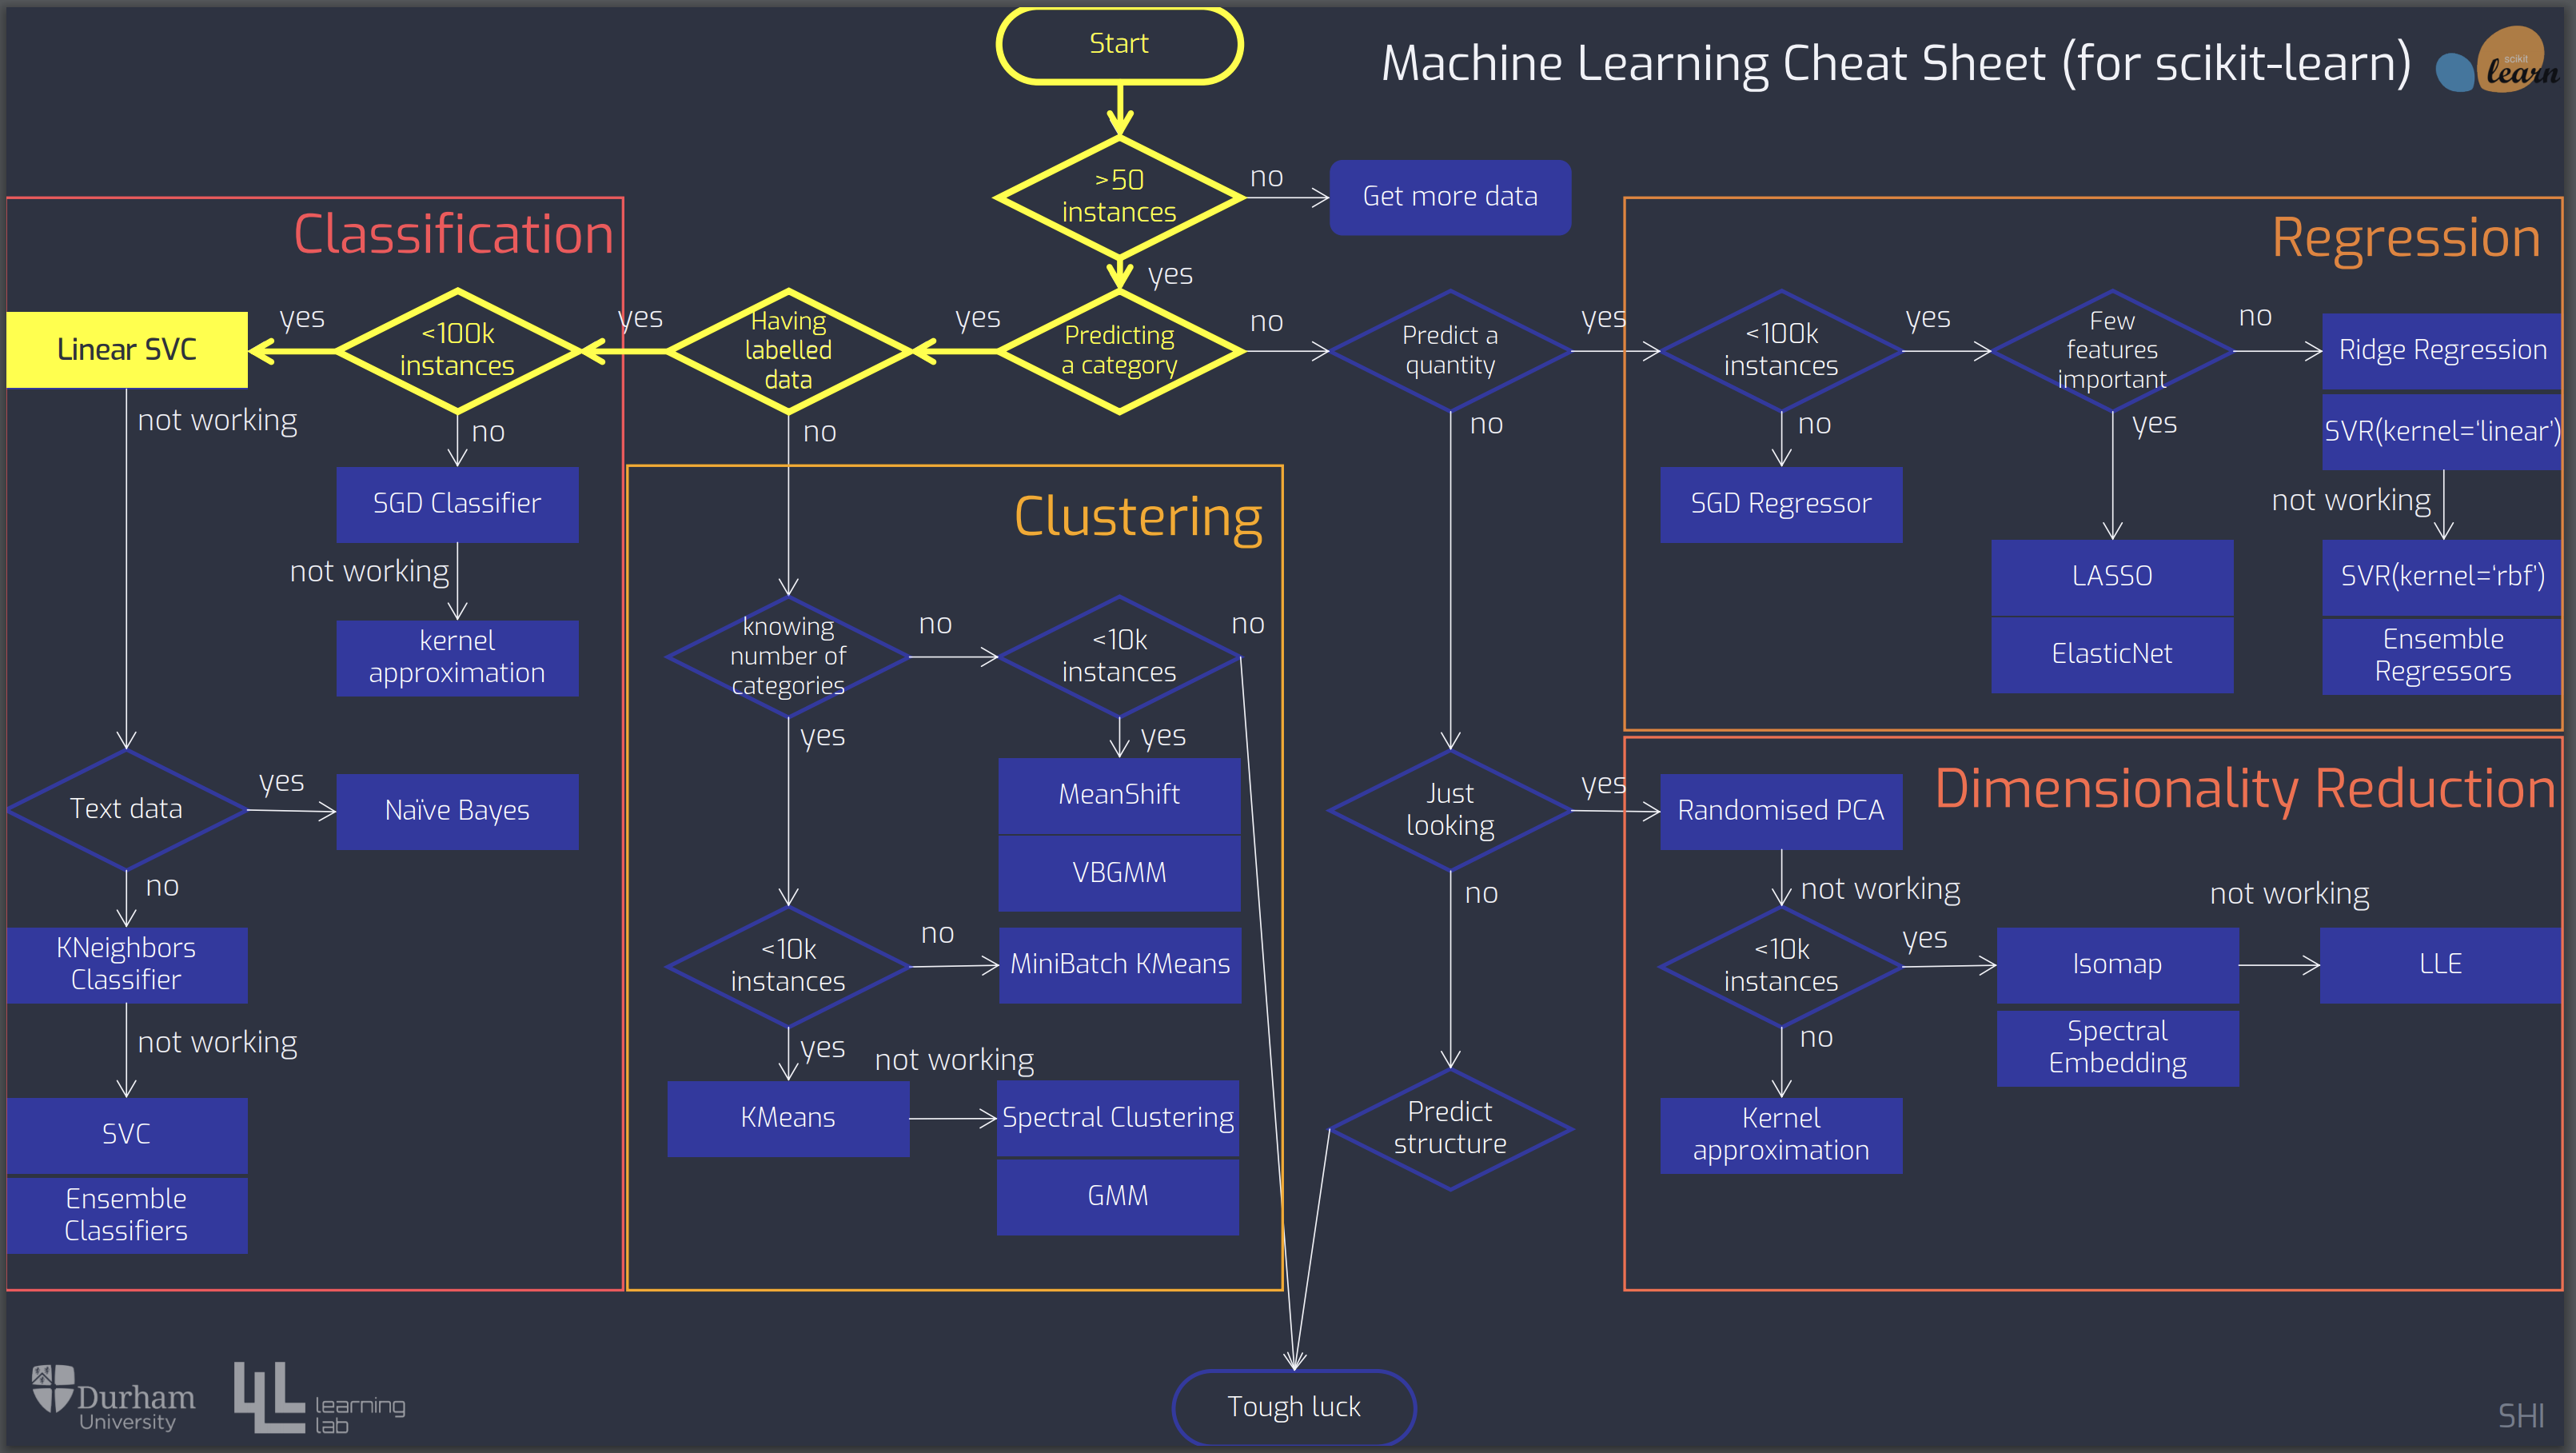 Start
Machine Learning Cheat Sheet (for scikit-learn)
scikit
learn
>50
instances
no
Get more data
yes
Classification
Regression
Linear SVC
yes
<100k
instances
yes
Having
labelled
data
yes
Predicting
a category
no
Predict a
quantity
yes
<100k
instances
yes
Few
features
important
no
Ridge Regression
SVR(kernel=‘linear’)
not working
no
no
no
no
yes
SGD Classifier
Clustering
SGD Regressor
not working
not working
LASSO
ElasticNet
SVR(kernel=‘rbf’)
Ensemble
Regressors
kernel
approximation
knowing
number of
categories
no
<10k
instances
no
yes
yes
MeanShift
VBGMM
Text data
yes
Naïve Bayes
Just
looking
yes
Randomised PCA
Dimensionality Reduction
no
no
not working
not working
KNeighbors
Classifier
<10k
instances
no
MiniBatch KMeans
<10k
instances
yes
Isomap
Spectral
Embedding
LLE
not working
yes
not working
no
SVC
Ensemble
Classifiers
KMeans
Spectral Clustering
GMM
Predict
structure
Kernel
approximation
Tough luck
Durham
University
learning
lab
SHI